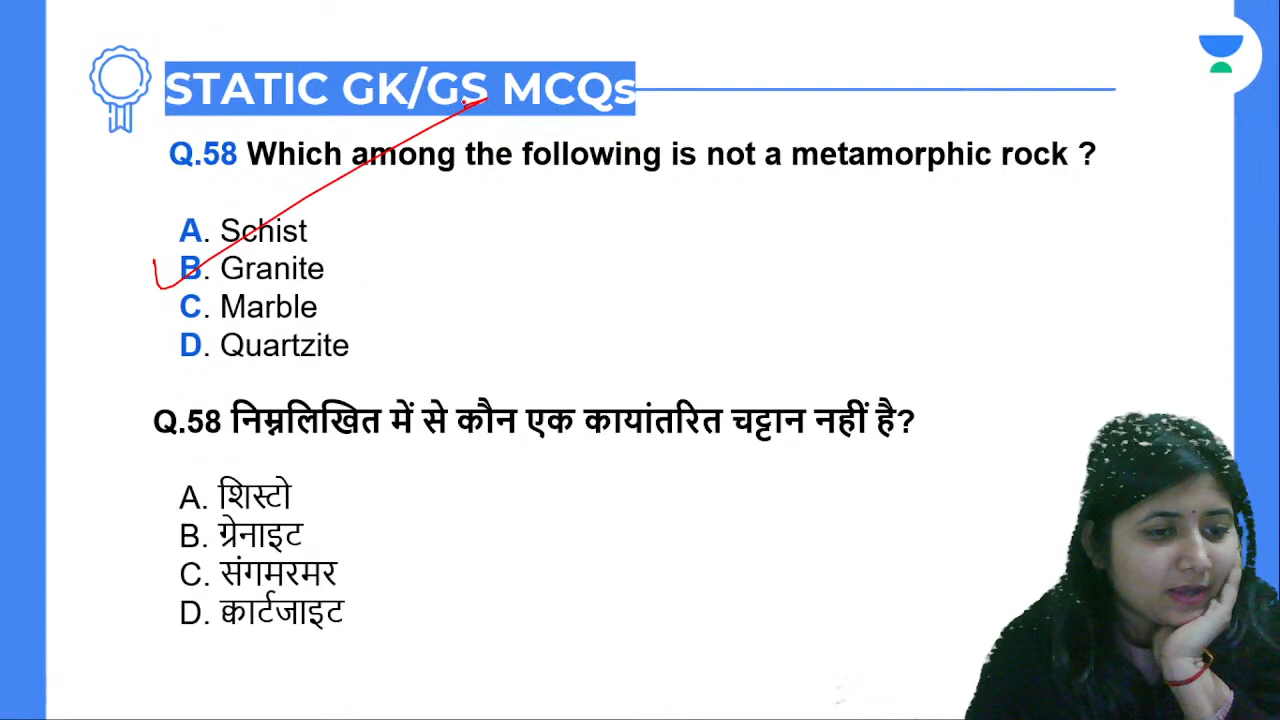 STATIC GK/GS MCQs
Q.58 Which among the following is not a metamorphic rock ?
A. Schist
B. Granite
C. Marble
D. Quartzite
Q.58 निम्नलिखित में से कौन एक कायांतरित चट्टान नहीं है?
A. शिस्टो
B. ग्रेनाइट
C. संगमरमर
D. क्वार्टजाइट